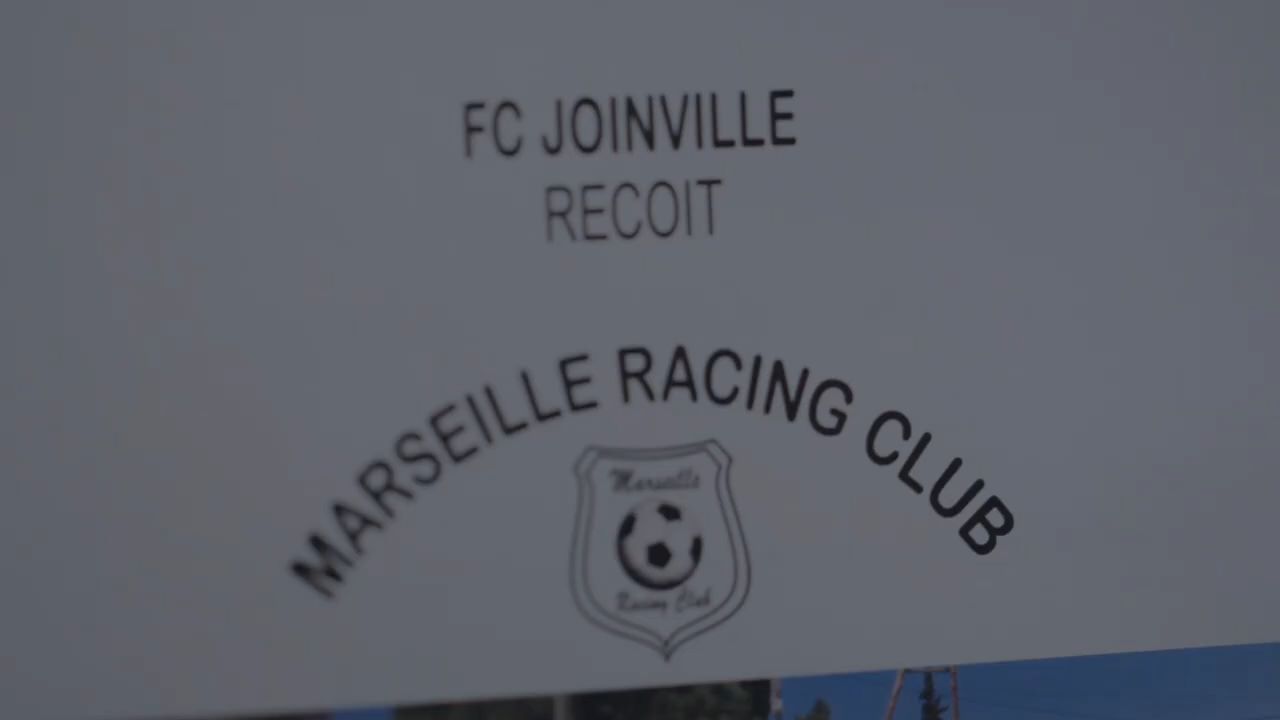 FC JOINVILLE
RECOIT
MARSEILLE RACING CLUB
Marseille
Racing Club